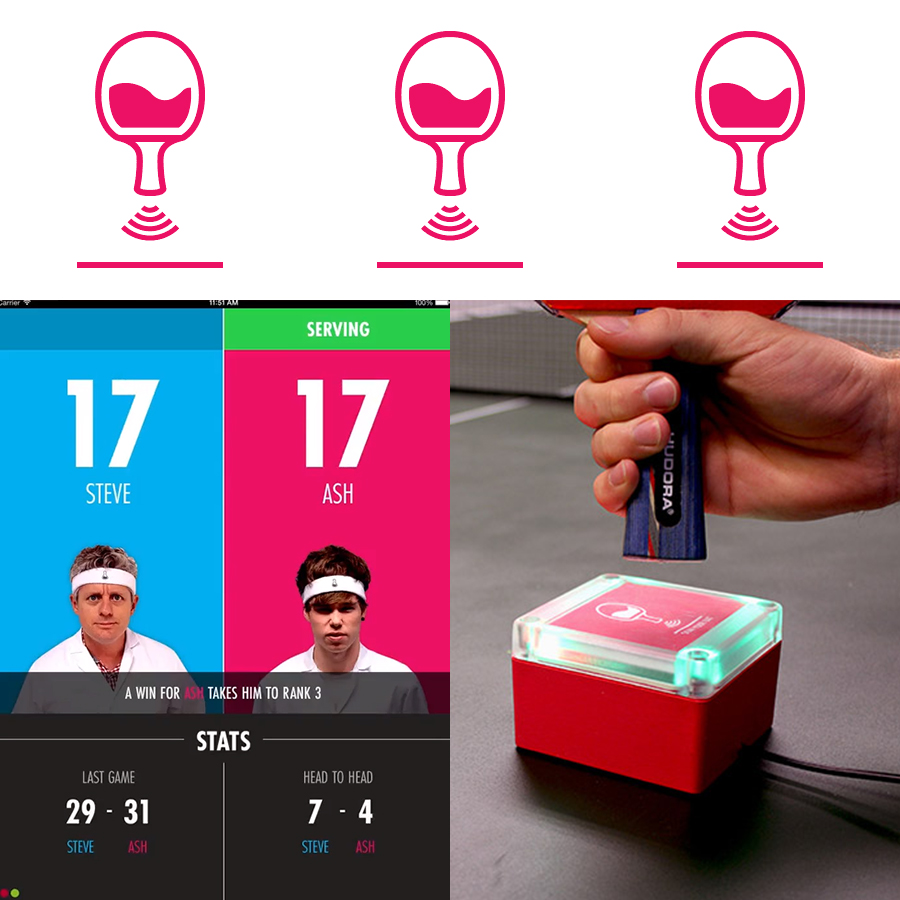 Carrier 11:51 AM 100%
SERVING
17 17
STEVE ASH
A WIN FOR ASH TAKES HIM TO RANK 3
STATS
LAST GAME HEAD TO HEAD
29 - 31 7 - 4
STEVE ASH STEVE ASH
HUDORA®